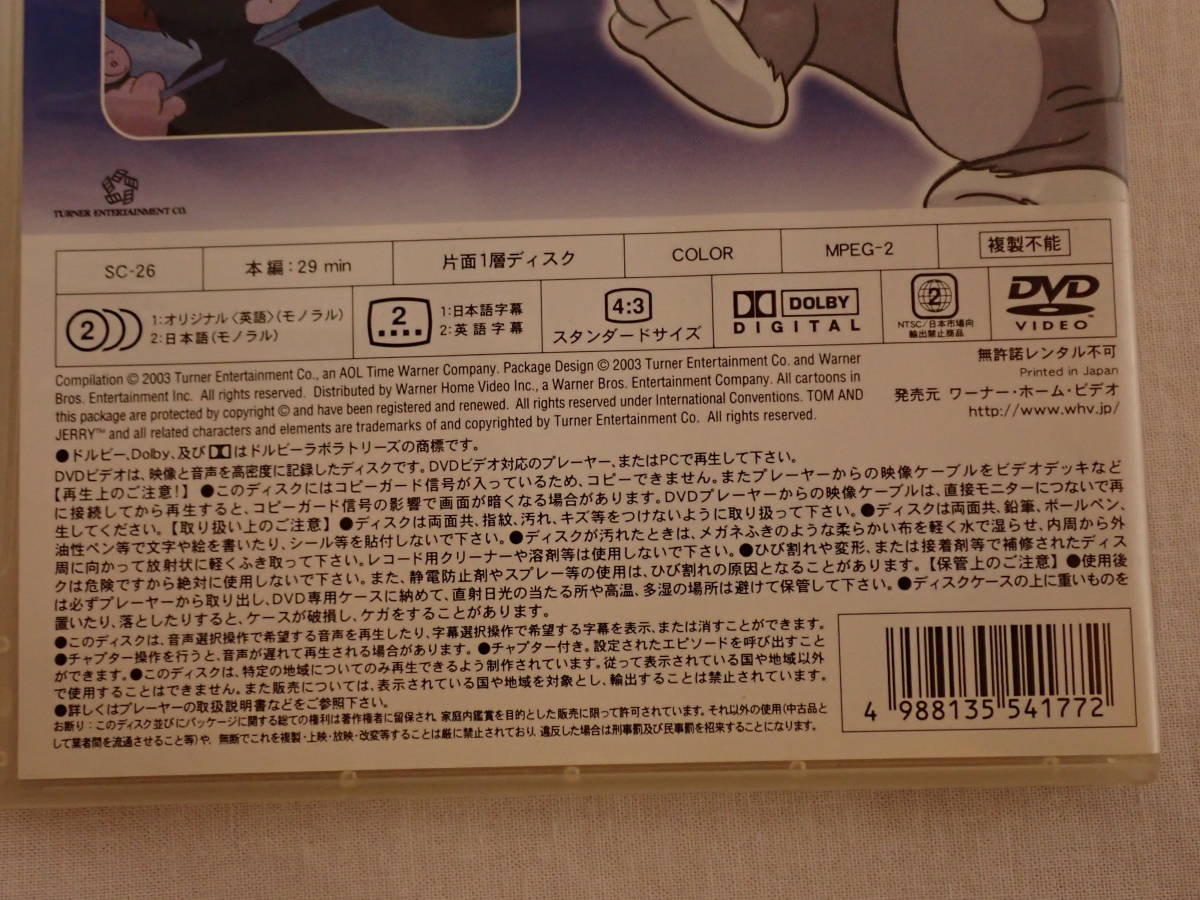 TURNER ENTERTAINMENT CO.
SC-26
本編:29 min
片面1層ディスク
COLOR
MPEG-2
複製不能
2
1:オリジナル〈英語〉(モノラル)
2:日本語(モノラル)
2
1:日本語字幕
2:英語字幕
4:3
スタンダードサイズ
DOLBY
DIGITAL
2
NTSC/日本市場向
輸出禁止商品
DVD
VIDEO
無許諾レンタル不可
Printed in Japan
発売元 ワーナー・ホーム・ビデオ
http://www.whv.jp/
Compilation © 2003 Turner Entertainment Co., an AOL Time Warner Company. Package Design © 2003 Turner Entertainment Co. and Warner
Bros. Entertainment Inc. All rights reserved. Distributed by Warner Home Video Inc., a Warner Bros. Entertainment Company. All cartoons in
this package are protected by copyright © and have been registered and renewed. All rights reserved under International Conventions. TOM AND
JERRY™ and all related characters and elements are trademarks of and copyrighted by Turner Entertainment Co. All rights reserved.
●ドルビー、Dolby、及びはドルビーラボラトリーズの商標です。
DVDビデオは、映像と音声を高密度に記録したディスクです。DVDビデオ対応のプレーヤー、またはPCで再生して下さい。
【再生上のご注意!】 ●このディスクにはコピーガード信号が入っているため、コピーできません。またプレーヤーからの映像ケーブルをビデオデッキなど
に接続してから再生すると、コピーガード信号の影響で画面が暗くなる場合があります。DVDプレーヤーからの映像ケーブルは、直接モニターにつないで再
生してください。【取り扱い上のご注意】 ●ディスクは両面共、指紋、汚れ、キズ等をつけないように取り扱って下さい。●ディスクは両面共、鉛筆、ボールペン、
油性ペン等で文字や絵を書いたり、シール等を貼付しないで下さい。●ディスクが汚れたときは、メガネふきのような柔らかい布を軽く水で湿らせ、内周から外
周に向かって放射状に軽くふき取って下さい。レコード用クリーナーや溶剤等は使用しないで下さい。●ひび割れや変形、または接着剤等で補修されたディス
クは危険ですから絶対に使用しないで下さい。また、静電防止剤やスプレー等の使用は、ひび割れの原因となることがあります。【保管上のご注意】 ●使用後
は必ずプレーヤーから取り出し、DVD専用ケースに納めて、直射日光の当たる所や高温、多湿の場所は避けて保管して下さい。●ディスクケースの上に重いものを
置いたり、落としたりすると、ケースが破損し、ケガをすることがあります。
●このディスクは、音声選択操作で希望する音声を再生したり、字幕選択操作で希望する字幕を表示、または消すことができます。
●チャプター操作を行うと、音声が遅れて再生される場合があります。 ●チャプター付き。設定されたエピソードを呼び出すこと
ができます。●このディスクは、特定の地域についてのみ再生できるよう制作されています。従って表示されている国や地域以外
で使用することはできません。また販売については、表示されている国や地域を対象とし、輸出することは禁止されています。
●詳しくはプレーヤーの取扱説明書などをご参照下さい。
お断り:このディスク並びにパッケージに関する総ての権利は著作権者に留保され 家庭内鑑賞を目的とした販売に限って許可されています。それ以外の使用(中古品と
して業者間を流通させること等)や、無断でこれを複製・上映・放映・改変等することは厳に禁止されており、違反した場合は刑事罰及び民事罰を招来することになります。
4 988135 541772